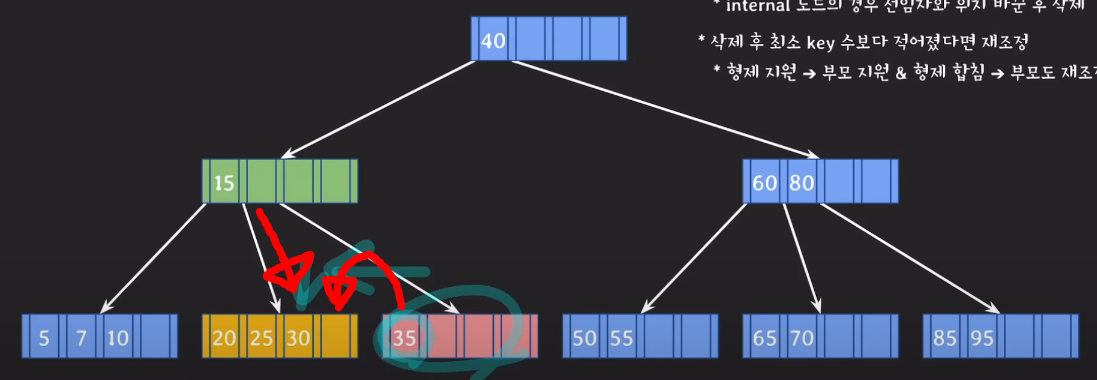 * internal 노드의 경우 선임자와 위치 바꾼 후 삭제
* 삭제 후 최소 key 수보다 적어졌다면 재조정
* 형제 지원 → 부모 지원 & 형제 합침 → 부모도 재조정
40
15
60 80
5 7 10
20 25 30
35
50 55
65 70
85 95